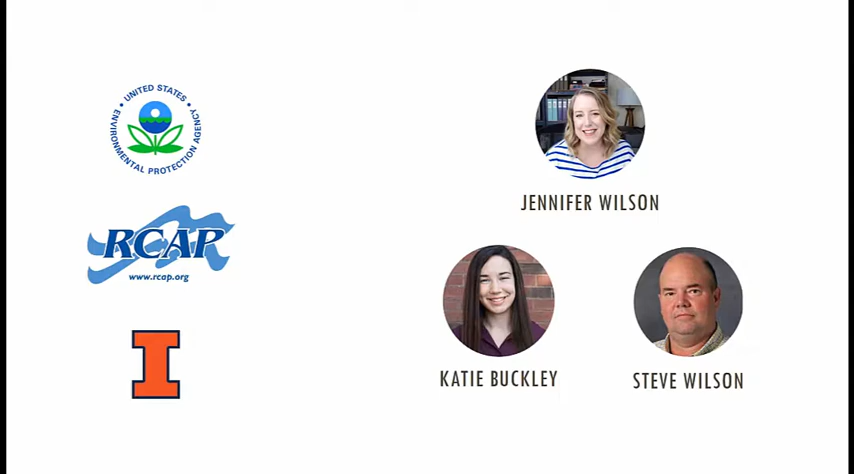 UNITED STATES
ENVIRONMENTAL PROTECTION AGENCY
RCAP
www.rcap.org
I
JENNIFER WILSON
KATIE BUCKLEY
STEVE WILSON